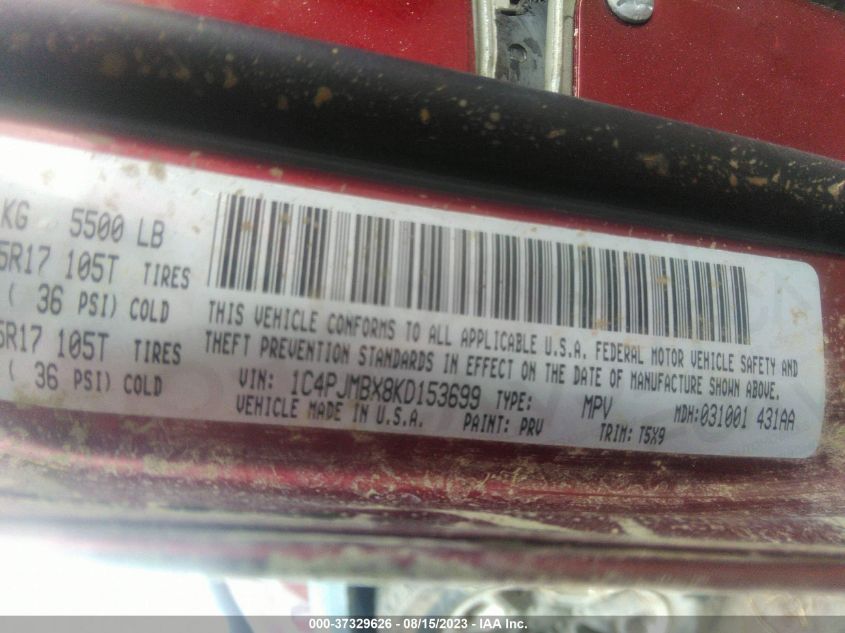 KG 5500 LB
5R17 105T TIRES
( 36 PSI) COLD
5R17 105T TIRES
( 36 PSI) COLD
THIS VEHICLE CONFORMS TO ALL APPLICABLE U.S.A. FEDERAL MOTOR VEHICLE SAFETY AND
THEFT PREVENTION STANDARDS IN EFFECT ON THE DATE OF MANUFACTURE SHOWN ABOVE.
VIN: 1C4PJMBX8KD153699 TYPE: MPV MDH:031001 431AA
VEHICLE MADE IN U.S.A. PAINT: PRV TRIM: T5X9
000-37329626 - 08/15/2023 - IAA Inc.